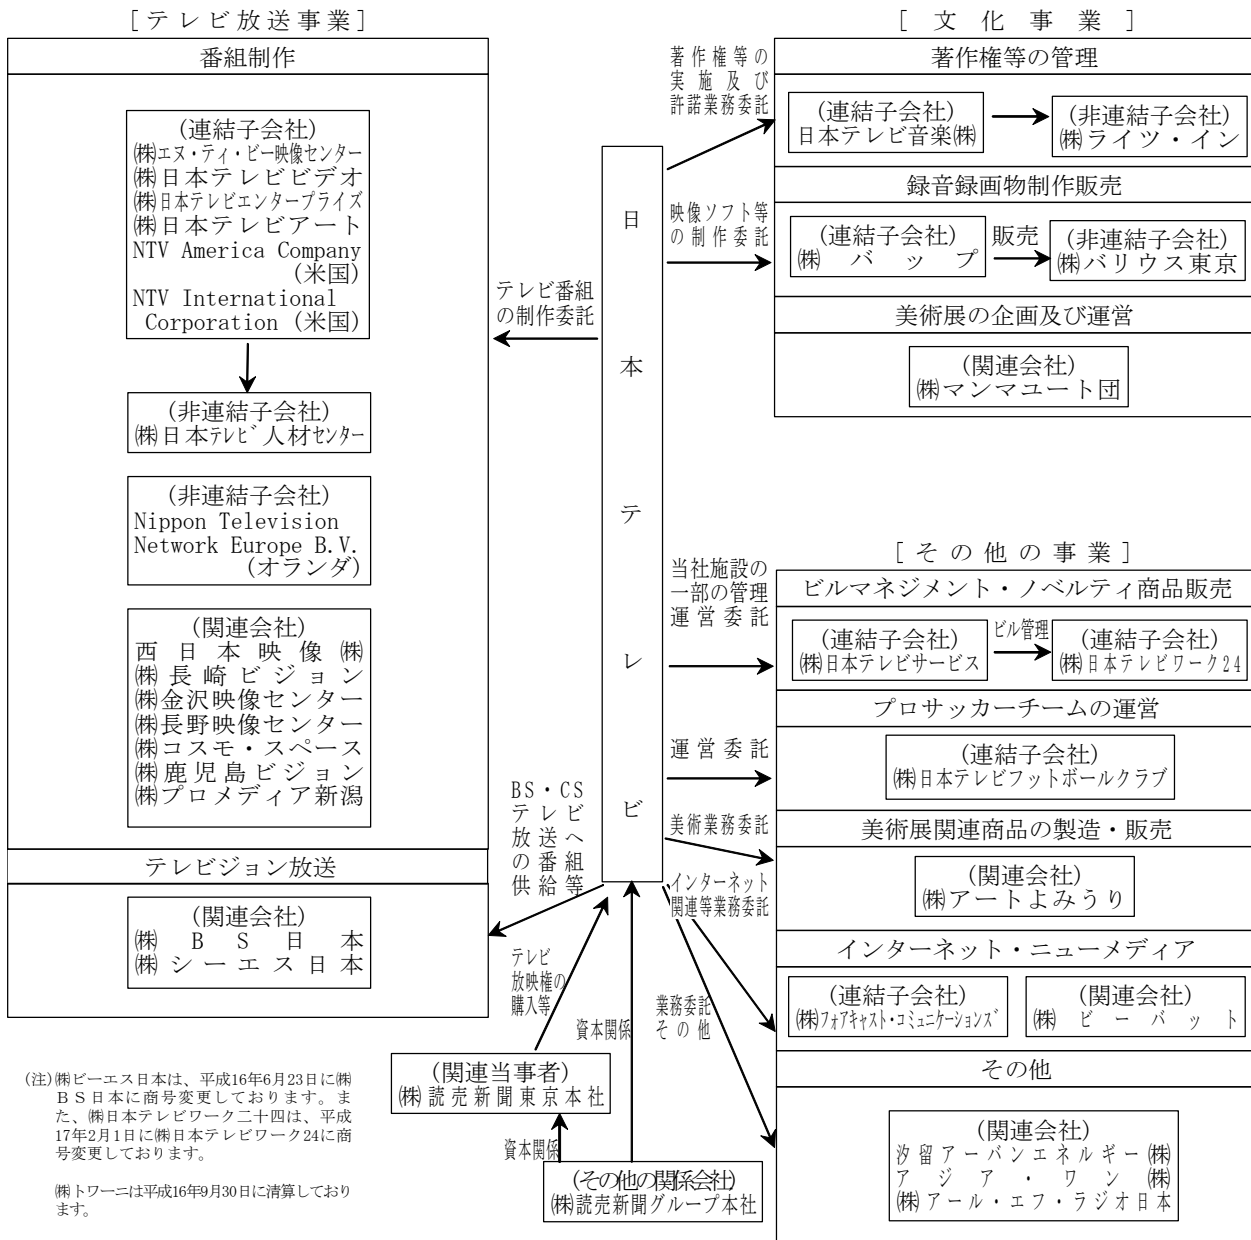 [テレビ放送事業]
番組制作
(連結子会社)
㈱エヌ・ティ・ビー映像センター
㈱日本テレビビデオ
㈱日本テレビエンタープライズ
㈱日本テレビアート
NTV America Company
(米国)
NTV International
Corporation (米国)
(非連結子会社)
㈱日本テレビ人材センター
(非連結子会社)
Nippon Television
Network Europe B.V.
(オランダ)
(関連会社)
西日本映像㈱
㈱長崎ビジョン
㈱金沢映像センター
㈱長野映像センター
㈱コスモ・スペース
㈱鹿児島ビジョン
㈱プロメディア新潟
テレビジョン放送
(関連会社)
㈱BS日本
㈱シーエス日本
(注)㈱ビーエス日本は、平成16年6月23日に㈱
BS日本に商号変更しております。ま
た、㈱日本テレビワーク二十四は、平成
17年2月1日に㈱日本テレビワーク24に商
号変更しております。
㈱トワーニは平成16年9月30日に清算しており
ます。
テレビ番組
の制作委託
BS・CS
テレビ
放送へ
の番組
供給等
テレビ
放映権の
購入等
資本関係
(関連当事者)
㈱読売新聞東京本社
資本関係
(その他の関係会社)
㈱読売新聞グループ本社
日本テレビ
著作権等の
実施及び
許諾業務委託
映像ソフト等
の制作委託
当社施設の
一部の管理
運営委託
運営委託
美術業務委託
インターネット
関連等業務委託
業務委託
その他
[文化事業]
著作権等の管理
(連結子会社)
日本テレビ音楽㈱
(非連結子会社)
㈱ライツ・イン
録音録画物制作販売
(連結子会社)
㈱バップ
販売
(非連結子会社)
㈱バリウス東京
美術展の企画及び運営
(関連会社)
㈱マンマユート団
[その他の事業]
ビルマネジメント・ノベルティ商品販売
(連結子会社)
㈱日本テレビサービス
ビル管理
(連結子会社)
㈱日本テレビワーク24
プロサッカーチームの運営
(連結子会社)
㈱日本テレビフットボールクラブ
美術展関連商品の製造・販売
(関連会社)
㈱アートよみうり
インターネット・ニューメディア
(連結子会社)
㈱フォアキャスト・コミュニケーションズ
(関連会社)
㈱ビーバット
その他
(関連会社)
汐留アーバンエネルギー㈱
アジア・ワン㈱
㈱アール・エフ・ラジオ日本